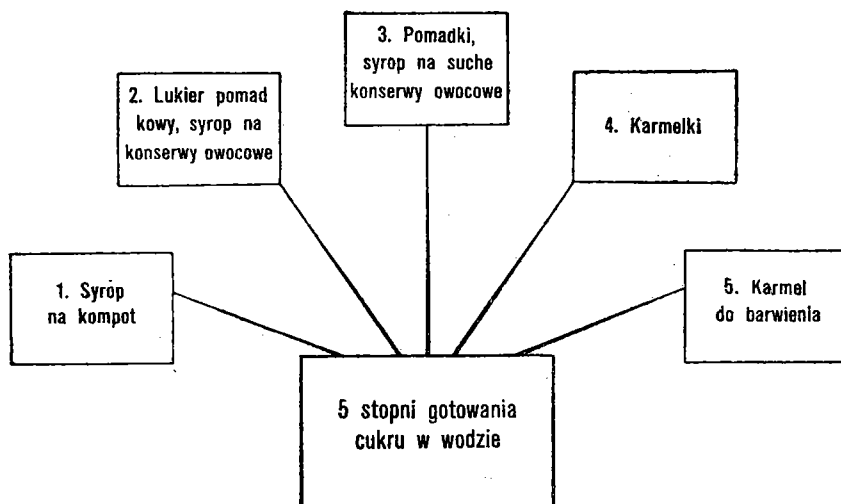 3. Pomadki,
syrop na suche
konserwy owocowe
2. Lukier pomad
kowy, syrop na
konserwy owocowe
4. Karmelki
1. Syrop
na kompot
5. Karmel
do barwienia
5 stopni gotowania
cukru w wodzie